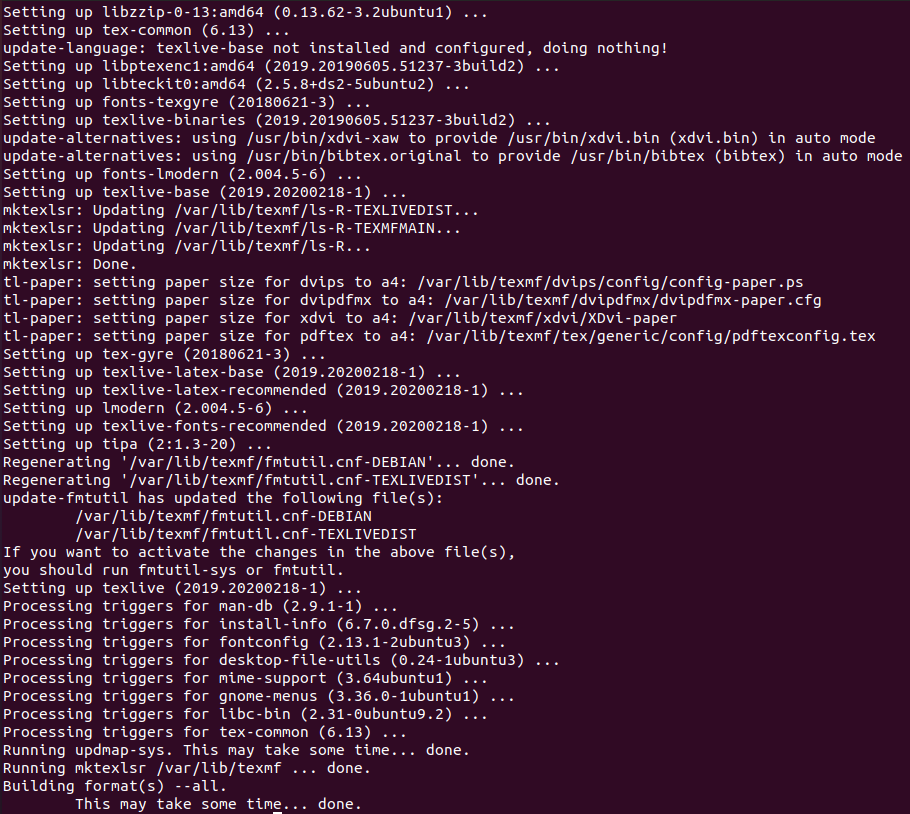 Setting up libzzip-0-13:amd64 (0.13.62-3.2ubuntu1) ...
Setting up tex-common (6.13) ...
update-language: texlive-base not installed and configured, doing nothing!
Setting up libptexenc1:amd64 (2019.20190605.51237-3build2) ...
Setting up libteckit0:amd64 (2.5.8+ds2-5ubuntu2) ...
Setting up fonts-texgyre (20180621-3) ...
Setting up texlive-binaries (2019.20190605.51237-3build2) ...
update-alternatives: using /usr/bin/xdvi-xaw to provide /usr/bin/xdvi.bin (xdvi.bin) in auto mode
update-alternatives: using /usr/bin/bibtex.original to provide /usr/bin/bibtex (bibtex) in auto mode
Setting up fonts-lmodern (2.004.5-6) ...
Setting up texlive-base (2019.20200218-1) ...
mktexlsr: Updating /var/lib/texmf/ls-R-TEXLIVEDIST...
mktexlsr: Updating /var/lib/texmf/ls-R-TEXMFMAIN...
mktexlsr: Updating /var/lib/texmf/ls-R...
mktexlsr: Done.
tl-paper: setting paper size for dvips to a4: /var/lib/texmf/dvips/config/config-paper.ps
tl-paper: setting paper size for dvipdfmx to a4: /var/lib/texmf/dvipdfmx/dvipdfmx-paper.cfg
tl-paper: setting paper size for xdvi to a4: /var/lib/texmf/xdvi/XDvi-paper
tl-paper: setting paper size for pdftex to a4: /var/lib/texmf/tex/generic/config/pdftexconfig.tex
Setting up tex-gyre (20180621-3) ...
Setting up texlive-latex-base (2019.20200218-1) ...
Setting up texlive-latex-recommended (2019.20200218-1) ...
Setting up lmodern (2.004.5-6) ...
Setting up texlive-fonts-recommended (2019.20200218-1) ...
Setting up tipa (2:1.3-20) ...
Regenerating '/var/lib/texmf/fmtutil.cnf-DEBIAN'... done.
Regenerating '/var/lib/texmf/fmtutil.cnf-TEXLIVEDIST'... done.
update-fmtutil has updated the following file(s):
        /var/lib/texmf/fmtutil.cnf-DEBIAN
        /var/lib/texmf/fmtutil.cnf-TEXLIVEDIST
If you want to activate the changes in the above file(s),
you should run fmtutil-sys or fmtutil.
Setting up texlive (2019.20200218-1) ...
Processing triggers for man-db (2.9.1-1) ...
Processing triggers for install-info (6.7.0.dfsg.2-5) ...
Processing triggers for fontconfig (2.13.1-2ubuntu3) ...
Processing triggers for desktop-file-utils (0.24-1ubuntu3) ...
Processing triggers for mime-support (3.64ubuntu1) ...
Processing triggers for gnome-menus (3.36.0-1ubuntu1) ...
Processing triggers for libc-bin (2.31-0ubuntu9.2) ...
Processing triggers for tex-common (6.13) ...
Running updmap-sys. This may take some time... done.
Running mktexlsr /var/lib/texmf ... done.
Building format(s) --all.
        This may take some time... done.